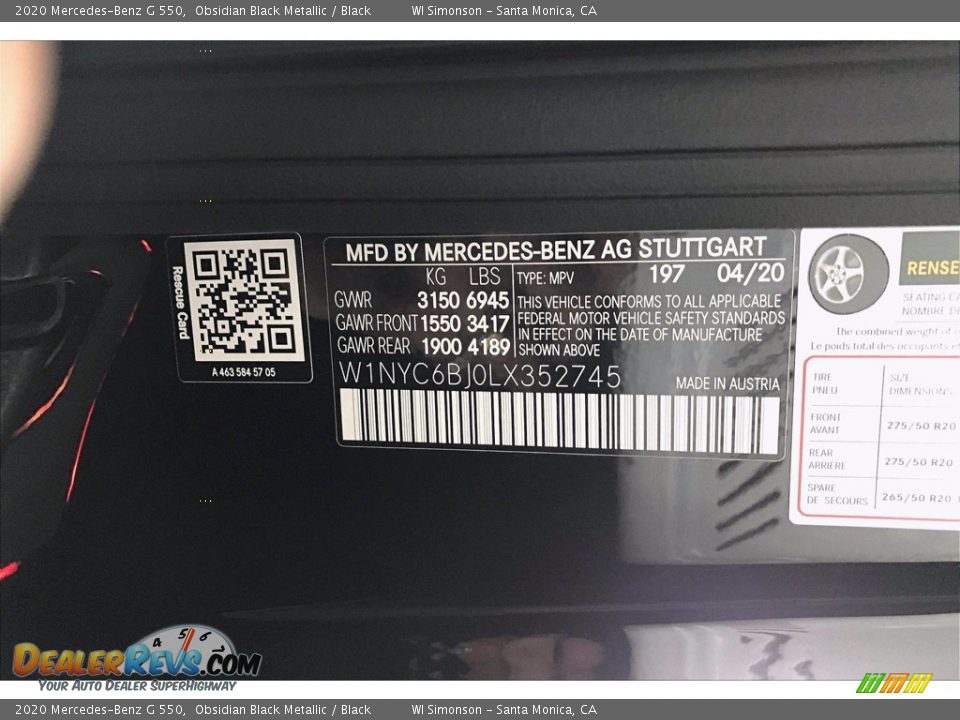 2020 Mercedes-Benz G 550,  Obsidian Black Metallic / Black          WI Simonson - Santa Monica, CA
Rescue Card
A 463 584 57 05
MFD BY MERCEDES-BENZ AG STUTTGART
KG LBS
TYPE: MPV 197 04/20
GVWR 3150 6945
GAWR FRONT 1550 3417
GAWR REAR 1900 4189
THIS VEHICLE CONFORMS TO ALL APPLICABLE
FEDERAL MOTOR VEHICLE SAFETY STANDARDS
IN EFFECT ON THE DATE OF MANUFACTURE
SHOWN ABOVE
W1NYC6BJ0LX352745
MADE IN AUSTRIA
SEATING
NOMBRE
The combined weight of
Le poids total des occupants
TIRE SIZE
PNEU DIMENSIONS
FRONT
AVANT
275/50 R20
REAR
ARRIÈRE
275/50 R20
SPARE
DE SECOURS
265/50 R20
4 5 6 7
DEALERREVS.COM
YOUR AUTO DEALER SUPERHIGHWAY
2020 Mercedes-Benz G 550,  Obsidian Black Metallic / Black          WI Simonson - Santa Monica, CA